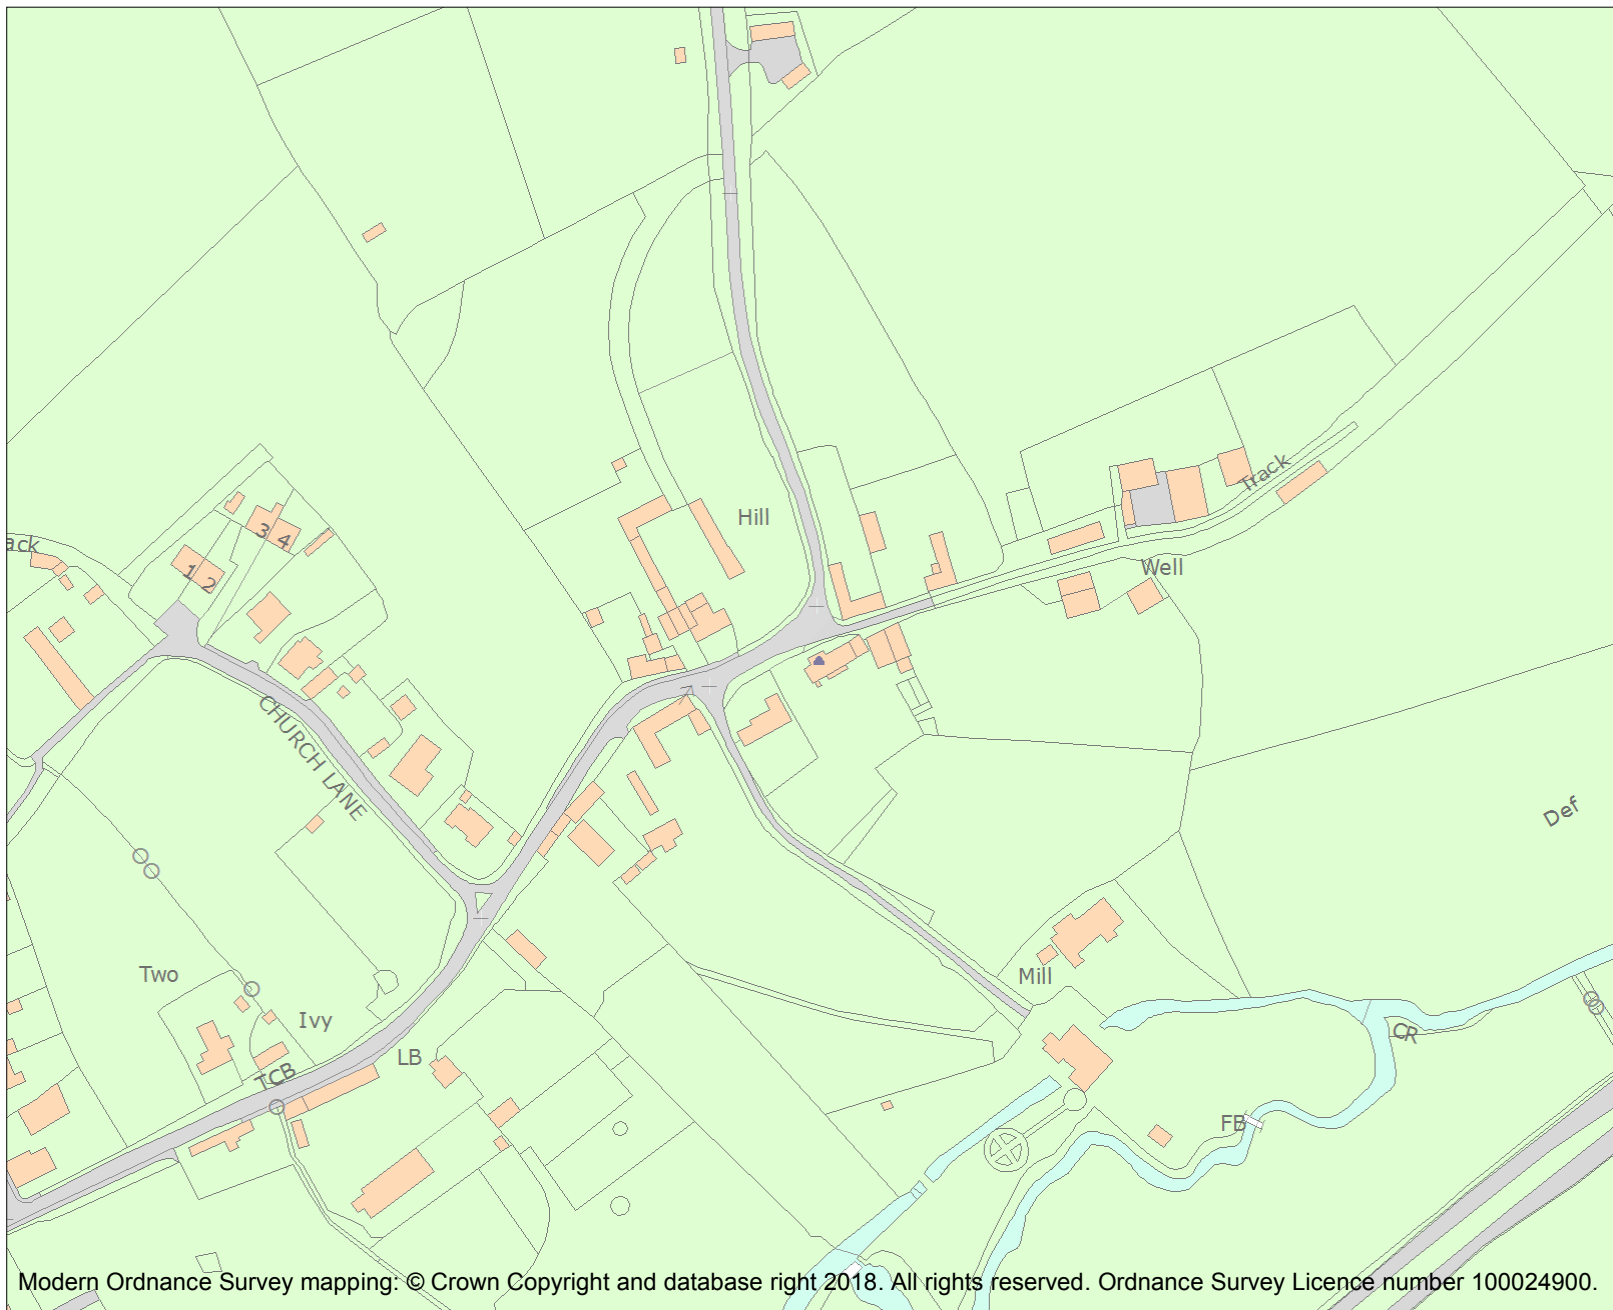 Hill
Track
3 4
ack
Well
1 2
CHURCH LANE
Def
Two
Mill
Ivy
CR
LB
TCB
FB
Modern Ordnance Survey mapping: © Crown Copyright and database right 2018. All rights reserved. Ordnance Survey Licence number 100024900.